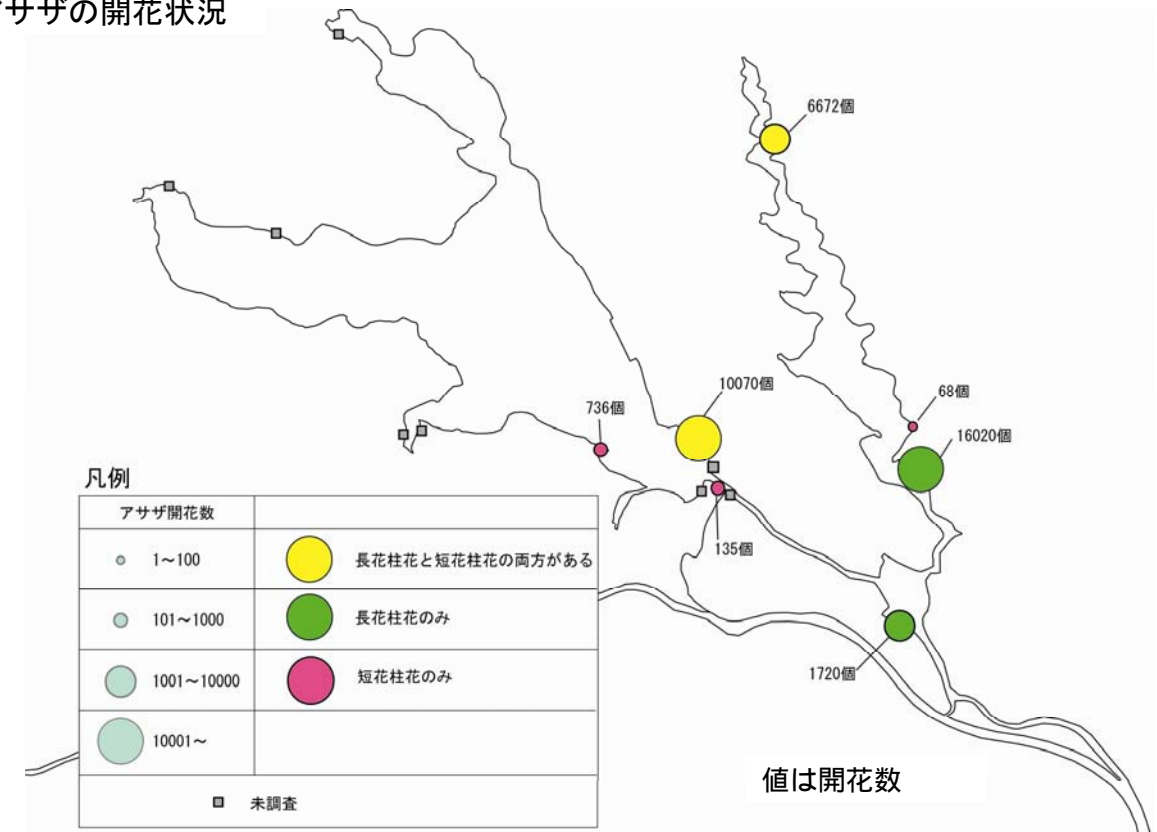 アサザの開花状況
6672個
10070個
736個
68個
16020個
135個
1720個
凡例
アサザ開花数
1～100
長花柱花と短花柱花の両方がある
101～1000
長花柱花のみ
1001～10000
短花柱花のみ
10001～
未調査
値は開花数